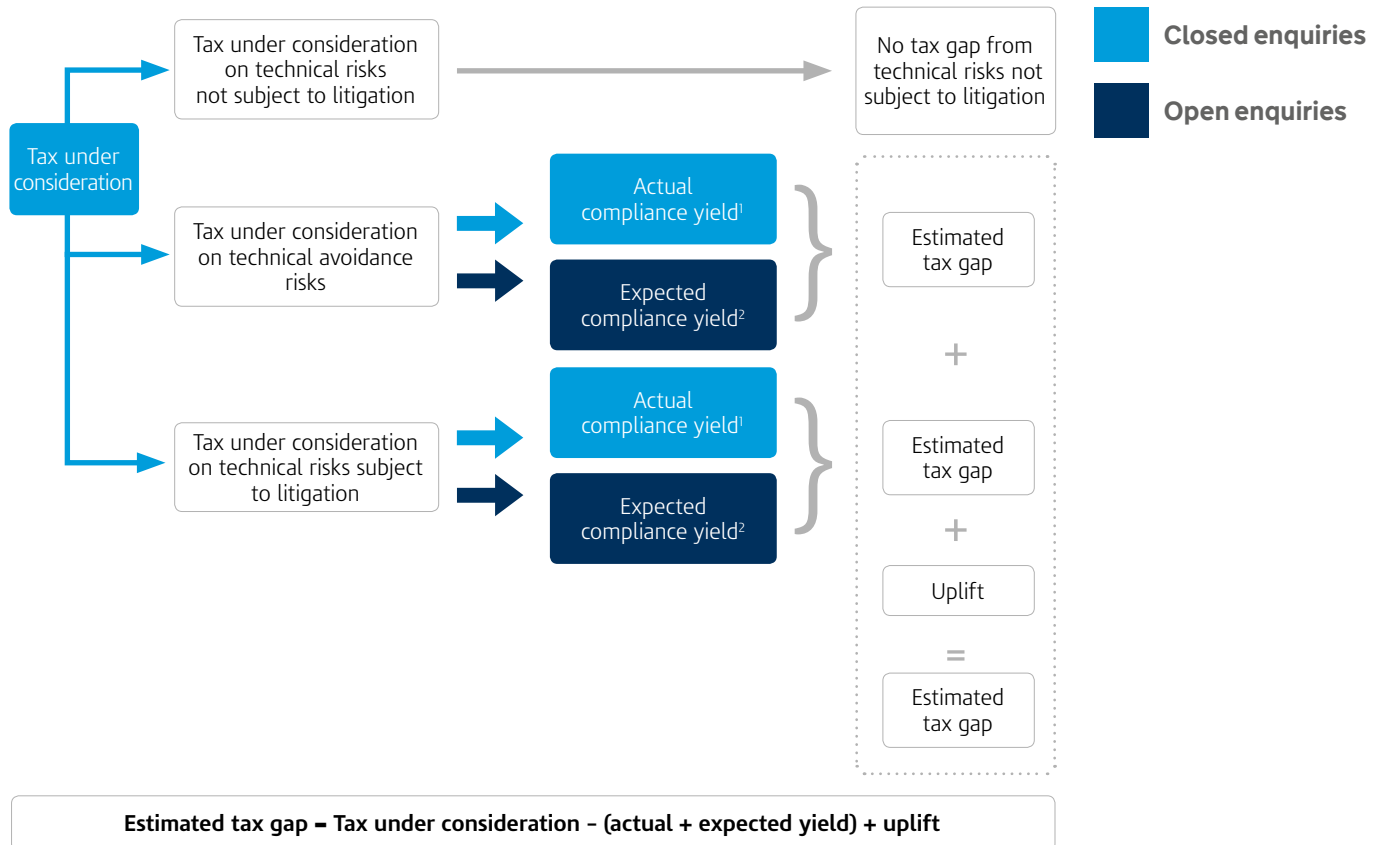 Tax under consideration
on technical risks
not subject to litigation
No tax gap from
technical risks not
subject to litigation
Closed enquiries
Open enquiries
Tax under
consideration
Tax under consideration
on technical avoidance
risks
Actual
compliance yield¹
Expected
compliance yield²
Estimated
tax gap
+
Tax under consideration
on technical risks subject
to litigation
Actual
compliance yield¹
Expected
compliance yield²
Estimated
tax gap
+
Uplift
=
Estimated
tax gap
Estimated tax gap = Tax under consideration - (actual + expected yield) + uplift